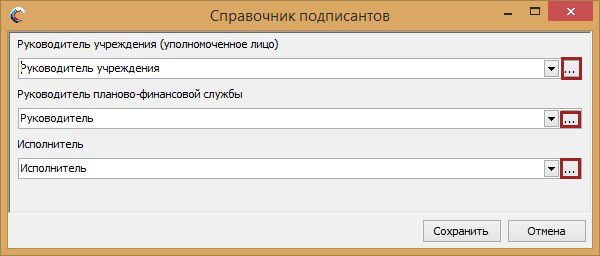 Справочник подписантов
Руководитель учреждения (уполномоченное лицо)
Руководитель учреждения
...
Руководитель планово-финансовой службы
Руководитель
...
Исполнитель
Исполнитель
...
Сохранить Отмена